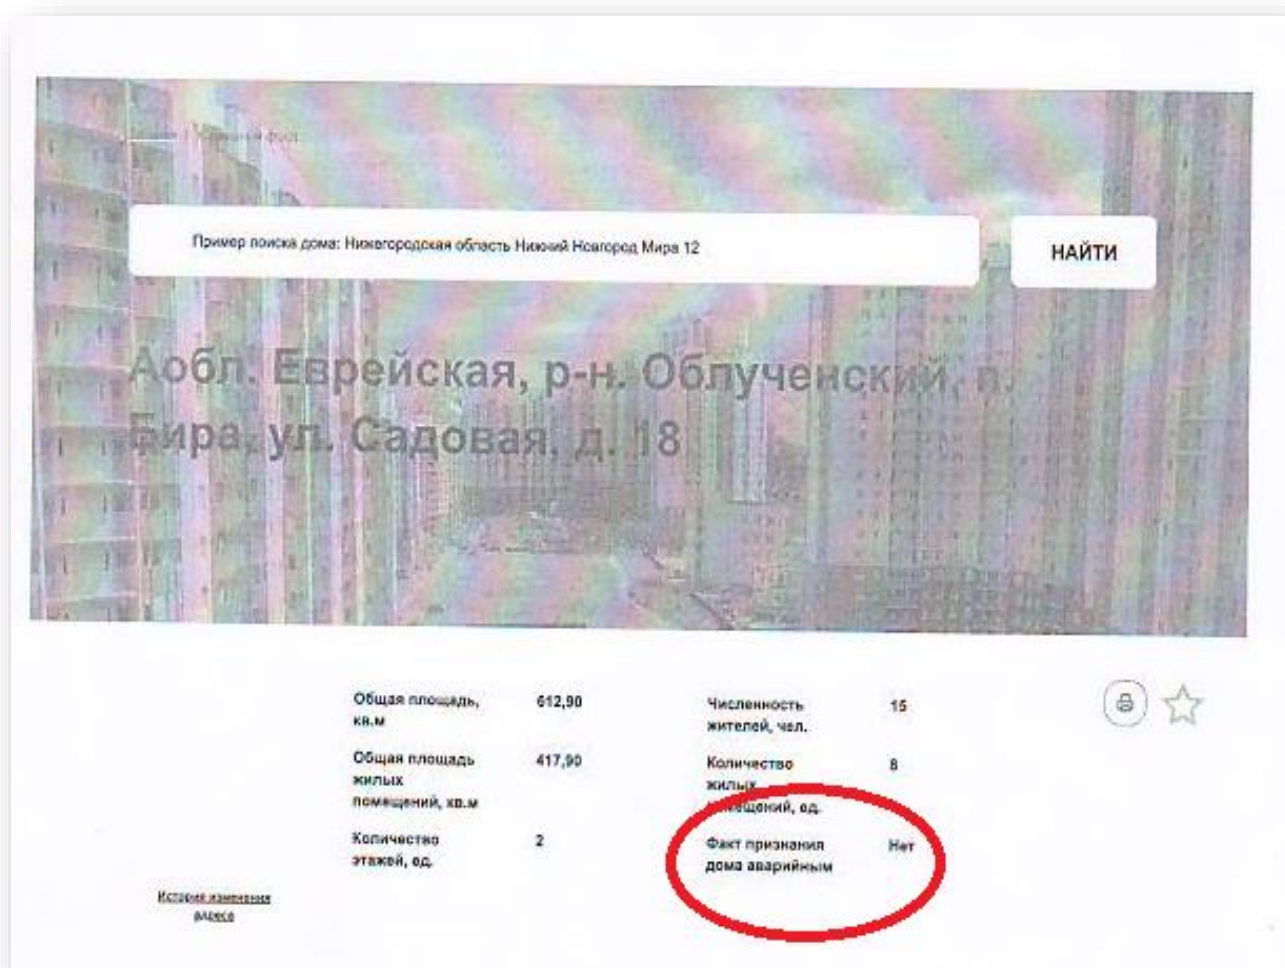 фонд
Пример поиска дома: Нижегородская область Нижний Новгород Мира 12
НАЙТИ
Аобл. Еврейская, р-н. Облученский, п.
Бира, ул. Садовая, д. 18
Общая площадь,
кв.м
612,90
Численность
жителей, чел.
15
Общая площадь
жилых
помещений, кв.м
417,90
Количество
жилых
помещений, ед.
8
Количество
этажей, ед.
2
Факт признания
дома аварийным
Нет
История изменения
адреса